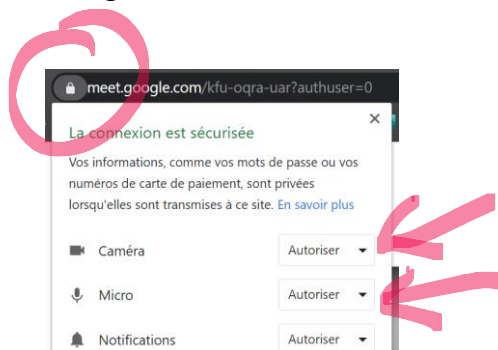 meet.google.com/kfu-oqra-uar?authuser=0
La connexion est sécurisée
Vos informations, comme vos mots de passe ou vos
numéros de carte de paiement, sont privées
lorsqu'elles sont transmises à ce site. En savoir plus
Caméra Autoriser
Micro Autoriser
Notifications Autoriser